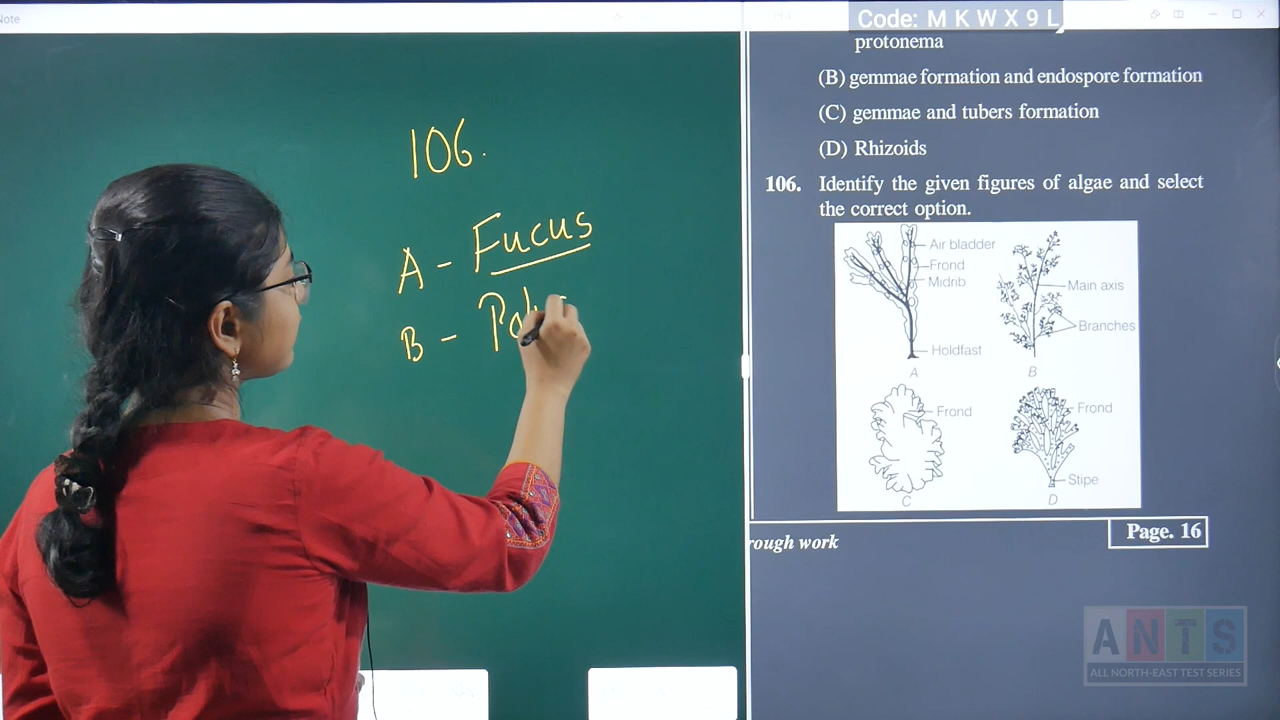 Note
Code: M K W X 9 L
106.
A - Fucus
B -
protonema
(B) gemmae formation and endospore formation
(C) gemmae and tubers formation
(D) Rhizoids
106. Identify the given figures of algae and select
the correct option.
Air bladder
Frond
Midrib
Holdfast
A
Main axis
Branches
B
Frond
C
Frond
Stipe
D
rough work
Page. 16
ANTS
ALL NORTH-EAST TEST SERIES